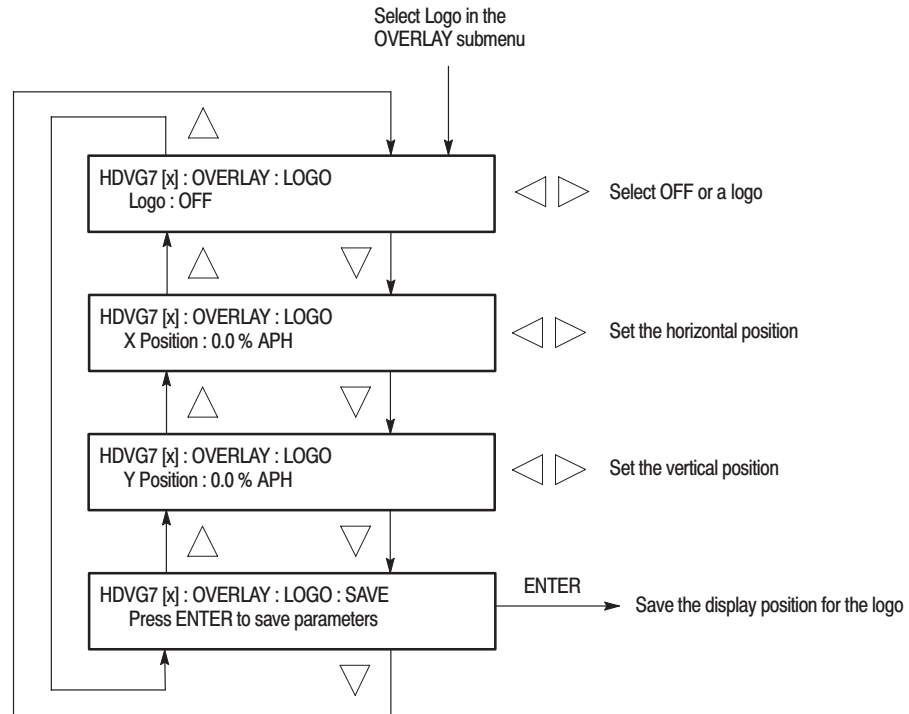 Select Logo in the
OVERLAY submenu
HDVG7 [x] : OVERLAY : LOGO
Logo : OFF
Select OFF or a logo
HDVG7 [x] : OVERLAY : LOGO
X Position : 0.0 % APH
Set the horizontal position
HDVG7 [x] : OVERLAY : LOGO
Y Position : 0.0 % APH
Set the vertical position
HDVG7 [x] : OVERLAY : LOGO : SAVE
Press ENTER to save parameters
ENTER
Save the display position for the logo